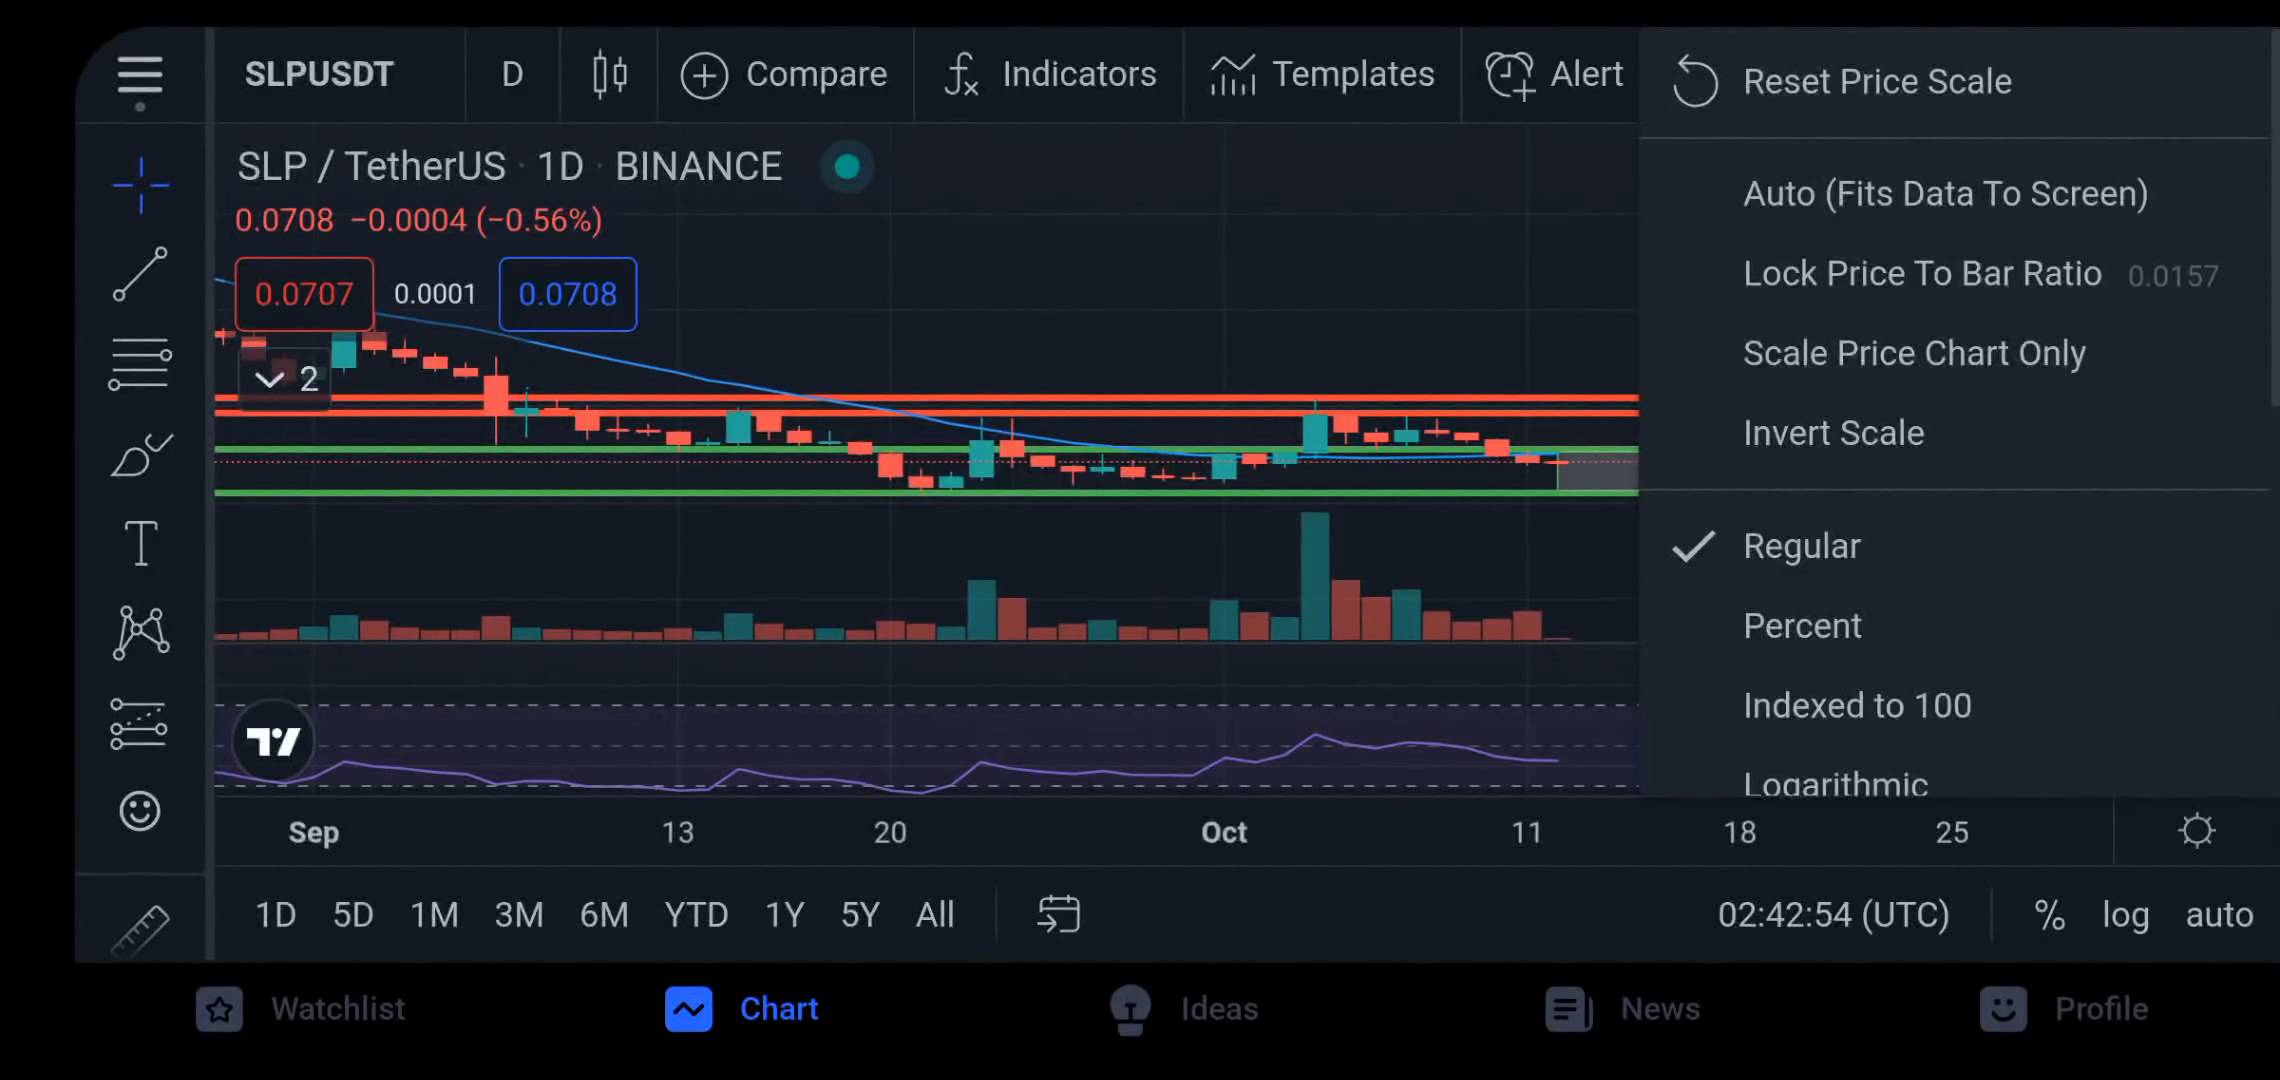 SLPUSDT
D
Compare
Indicators
Templates
Alert
Reset Price Scale
SLP / TetherUS · 1D · BINANCE
0.0708 −0.0004 (−0.56%)
0.0707
0.0001
0.0708
2
Auto (Fits Data To Screen)
Lock Price To Bar Ratio 0.0157
Scale Price Chart Only
Invert Scale
Regular
Percent
Indexed to 100
Logarithmic
Sep
13
20
Oct
11
18
25
1D
5D
1M
3M
6M
YTD
1Y
5Y
All
02:42:54 (UTC)
%
log
auto
Watchlist
Chart
Ideas
News
Profile